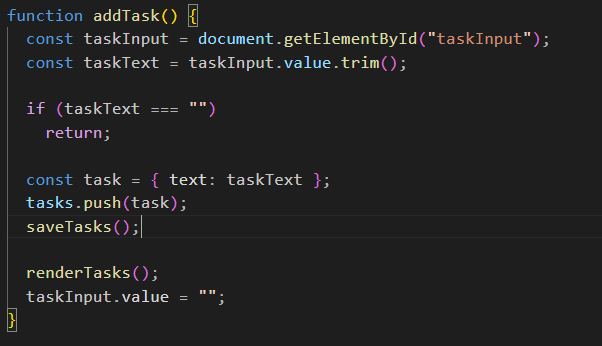 function addTask() {
const taskInput = document.getElementById("taskInput");
const taskText = taskInput.value.trim();
if (taskText === "")
return;
const task = { text: taskText };
tasks.push(task);
saveTasks();
renderTasks();
taskInput.value = "";
}